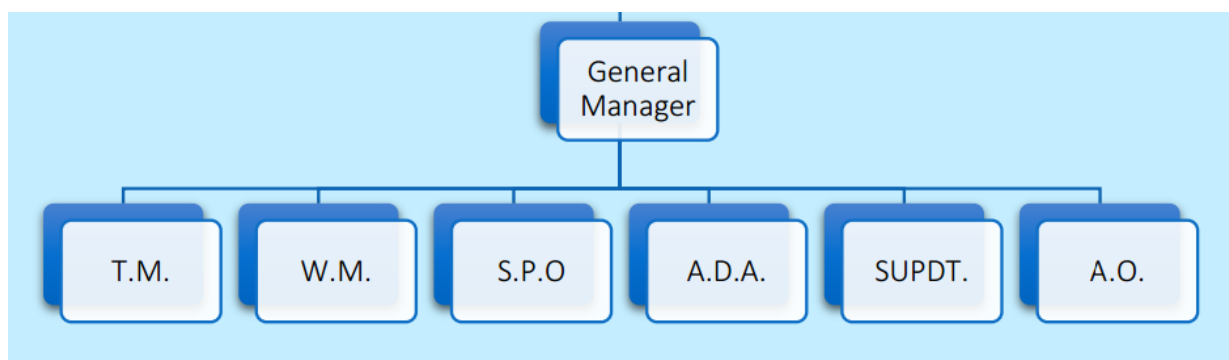 General
Manager
T.M.
W.M.
S.P.O
A.D.A.
SUPDT.
A.O.